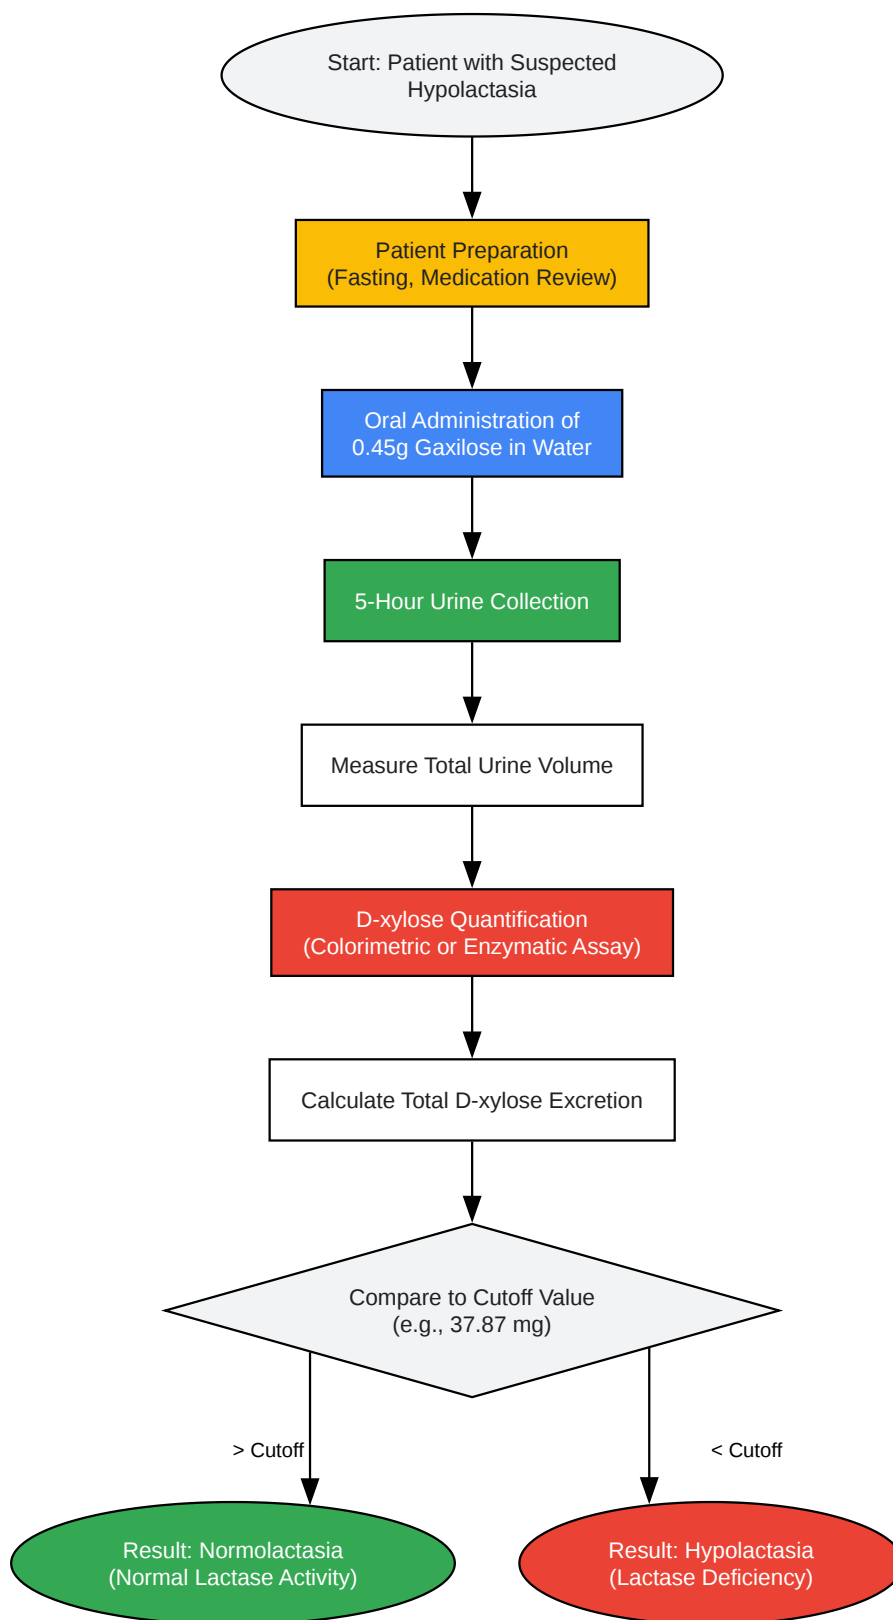 Start: Patient with Suspected
Hypolactasia
Patient Preparation
(Fasting, Medication Review)
Oral Administration of
0.45g Gaxilose in Water
5-Hour Urine Collection
Measure Total Urine Volume
D-xylose Quantification
(Colorimetric or Enzymatic Assay)
Calculate Total D-xylose Excretion
Compare to Cutoff Value
(e.g., 37.87 mg)
> Cutoff
< Cutoff
Result: Normolactasia
(Normal Lactase Activity)
Result: Hypolactasia
(Lactase Deficiency)